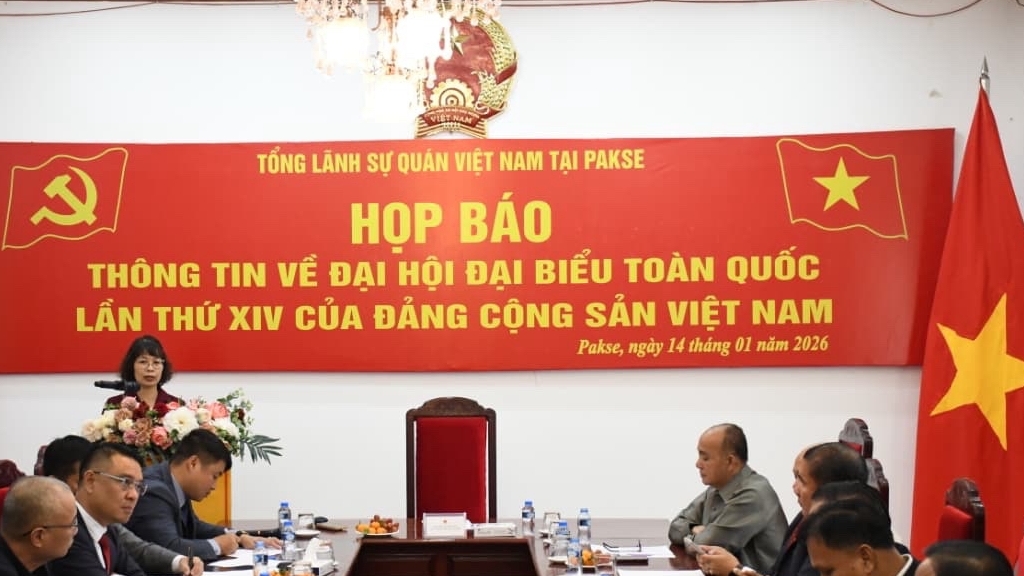 VIỆT NAM
TỔNG LÃNH SỰ QUÁN VIỆT NAM TẠI PAKSE
HỌP BÁO
THÔNG TIN VỀ ĐẠI HỘI ĐẠI BIỂU TOÀN QUỐC
LẦN THỨ XIV CỦA ĐẢNG CỘNG SẢN VIỆT NAM
Pakse, ngày 14 tháng 01 năm 2026